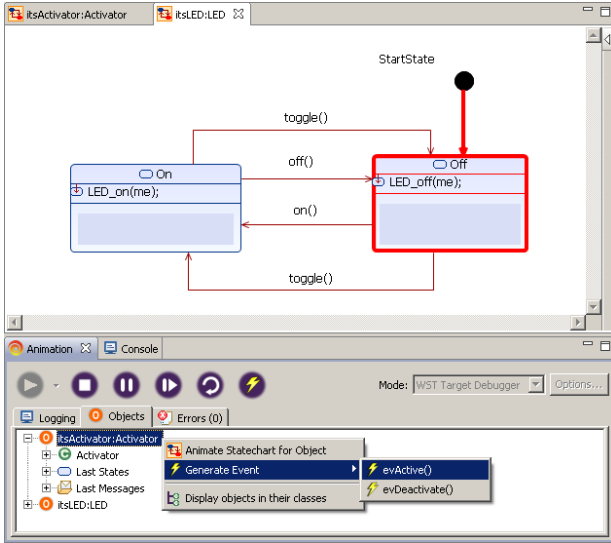 itsActivator:Activator
itsLED:LED
StartState
toggle()
On
off()
Off
LED_on(me);
LED_off(me);
on()
toggle()
Animation
Console
Mode: WST Target Debugger Options...
Logging
Objects
Errors (0)
itsActivator:Activator
Activator
Last States
Last Messages
itsLED:LED
Animate Statechart for Object
Generate Event
Display objects in their classes
evActive()
evDeactivate()